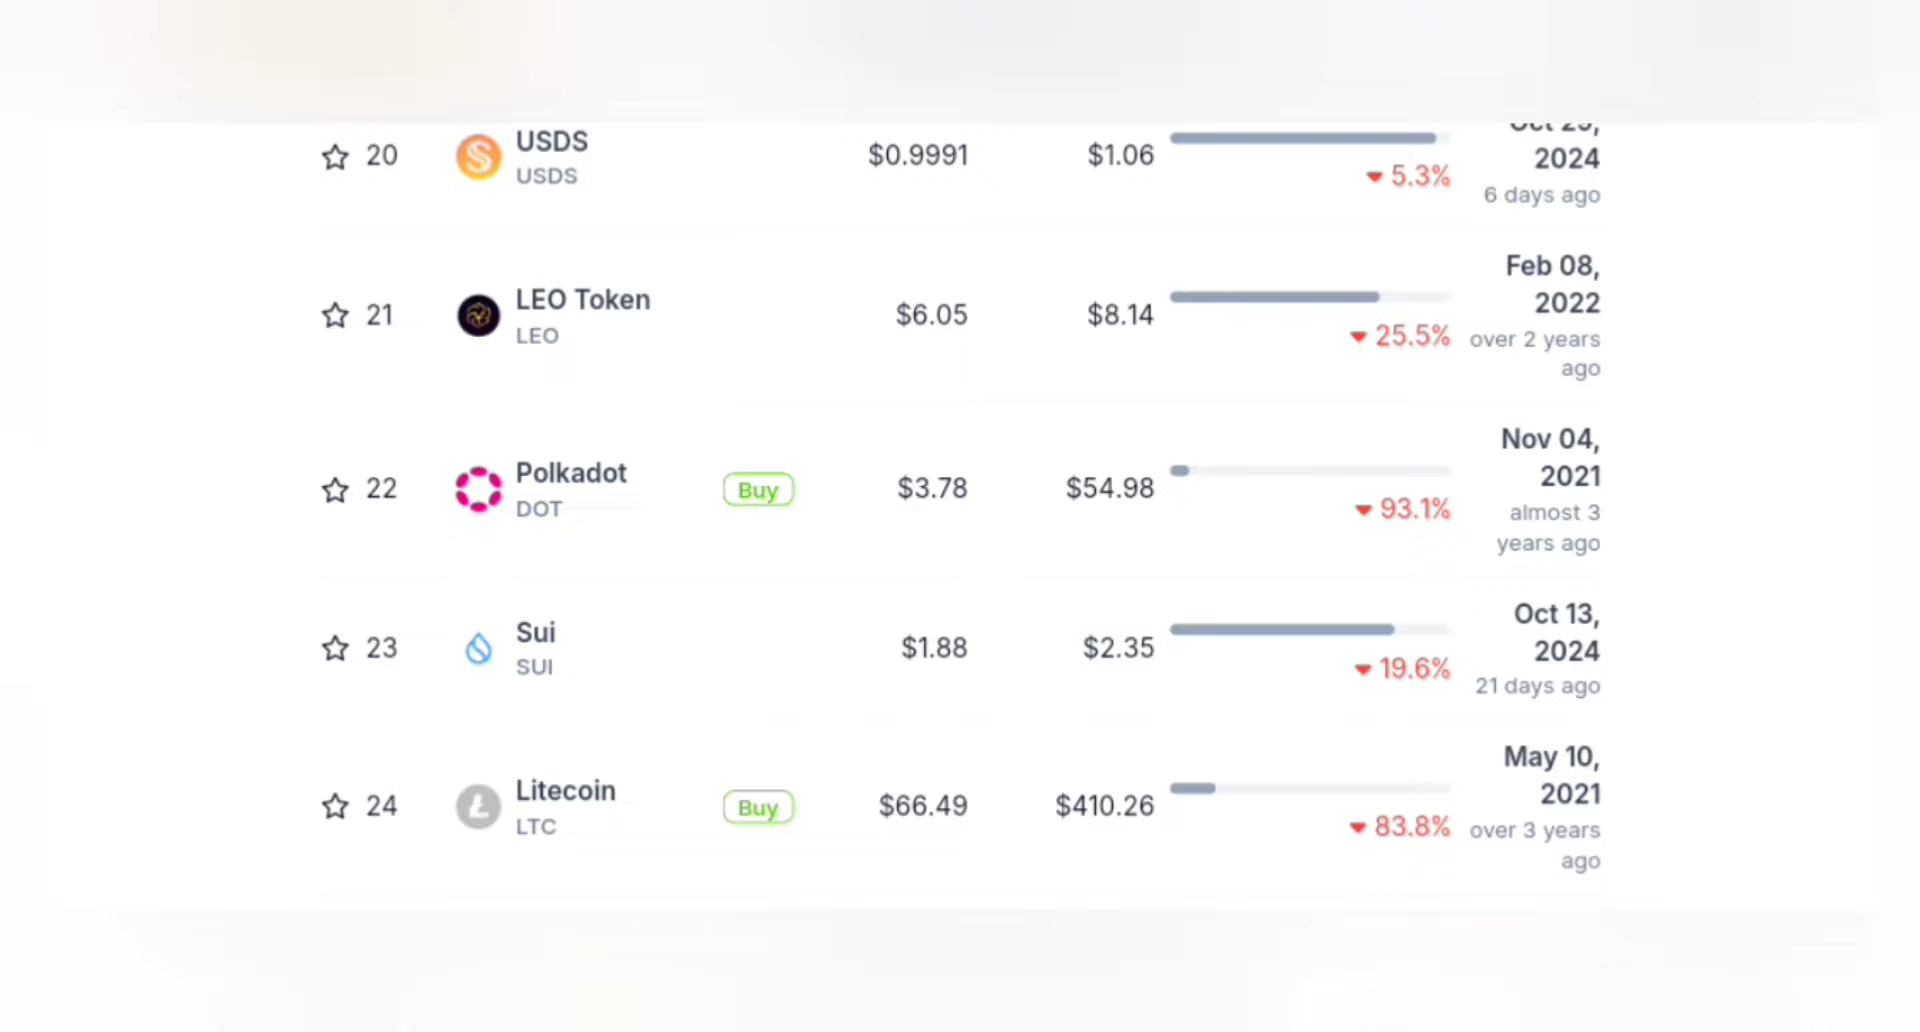 20 USDS $0.9991 $1.06 2024
USDS 5.3% 6 days ago
Feb 08,
21 LEO Token $6.05 $8.14 2022
LEO 25.5% over 2 years
ago
Nov 04,
22 Polkadot Buy $3.78 $54.98 2021
DOT 93.1% almost 3
years ago
Oct 13,
23 Sui $1.88 $2.35 2024
SUI 19.6% 21 days ago
May 10,
24 Litecoin Buy $66.49 $410.26 2021
LTC 83.8% over 3 years
ago